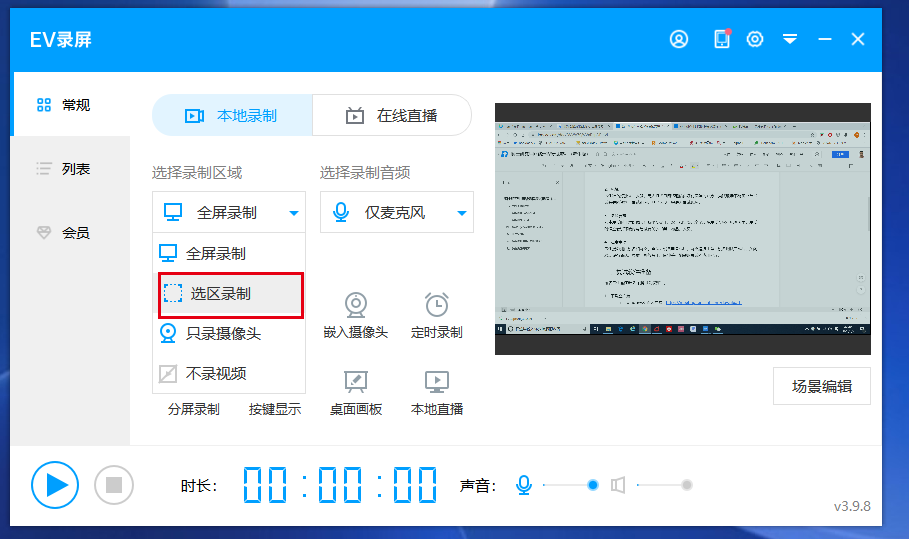 EV录屏
常规
列表
会员
本地录制
在线直播
选择录制区域
选择录制音频
全屏录制
仅麦克风
全屏录制
选区录制
只录摄像头
不录视频
嵌入摄像头
定时录制
分屏录制
按键显示
桌面画板
本地直播
场景编辑
时长：
00:00:00
声音：
v3.9.8